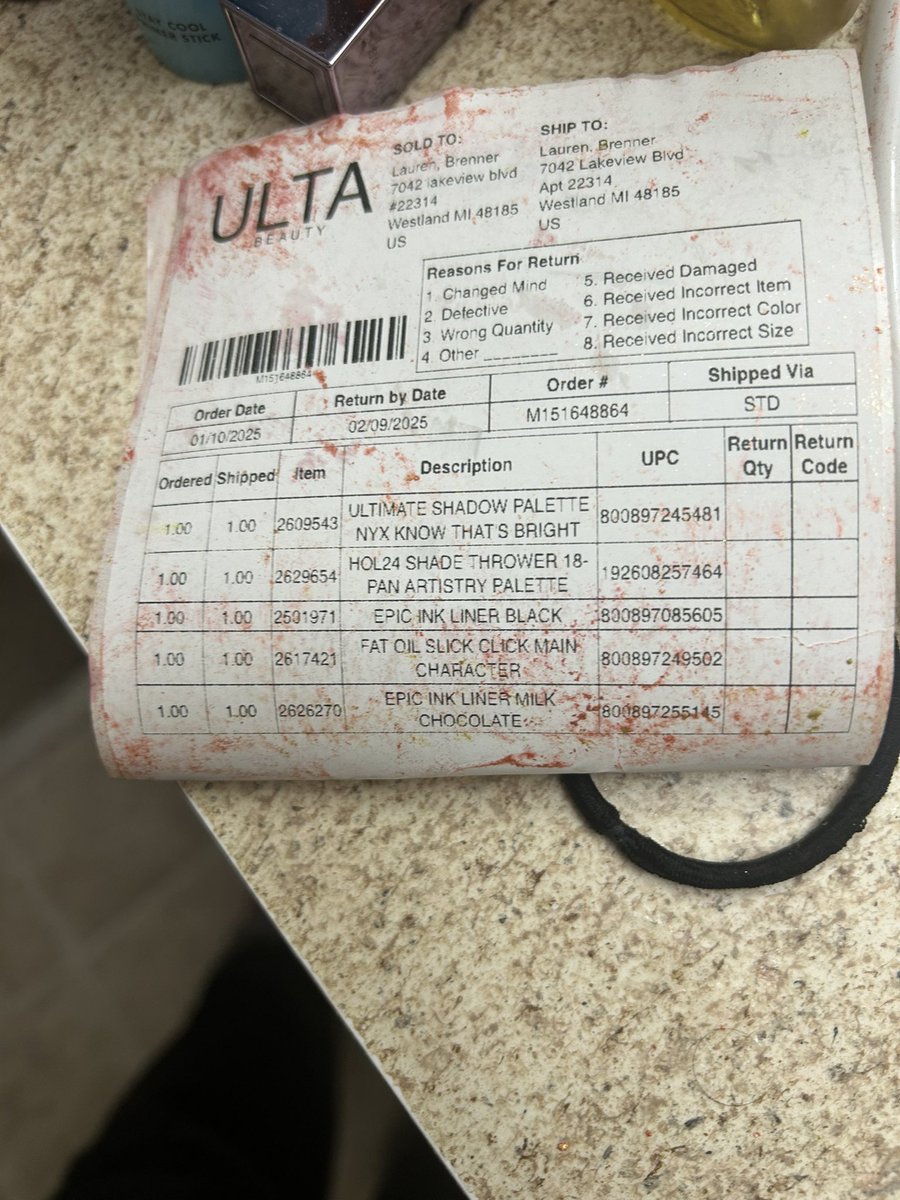 STAY COOL
STICK
ULTA
BEAUTY
SOLD TO:
Lauren, Brenner
7042 lakeview blvd
#22314
Westland MI 48185
US
SHIP TO:
Lauren, Brenner
7042 Lakeview Blvd
Apt 22314
Westland MI 48185
US
Reasons For Return
1. Changed Mind
2. Defective
3. Wrong Quantity
4. Other ________
5. Received Damaged
6. Received Incorrect Item
7. Received Incorrect Color
8. Received Incorrect Size
M151648864
Order Date Return by Date Order # Shipped Via
01/10/2025 02/09/2025 M151648864 STD
Ordered Shipped Item Description UPC Return Qty Return Code
1.00 1.00 2609543 ULTIMATE SHADOW PALETTE 800897245481
NYX KNOW THAT'S BRIGHT
1.00 1.00 2629654 HOL24 SHADE THROWER 18- 192608257464
PAN ARTISTRY PALETTE
1.00 1.00 2501971 EPIC INK LINER BLACK 800897085605
1.00 1.00 2617421 FAT OIL SLICK CLICK MAIN 800897249502
CHARACTER
1.00 1.00 2626270 EPIC INK LINER MILK 800897255145
CHOCOLATE